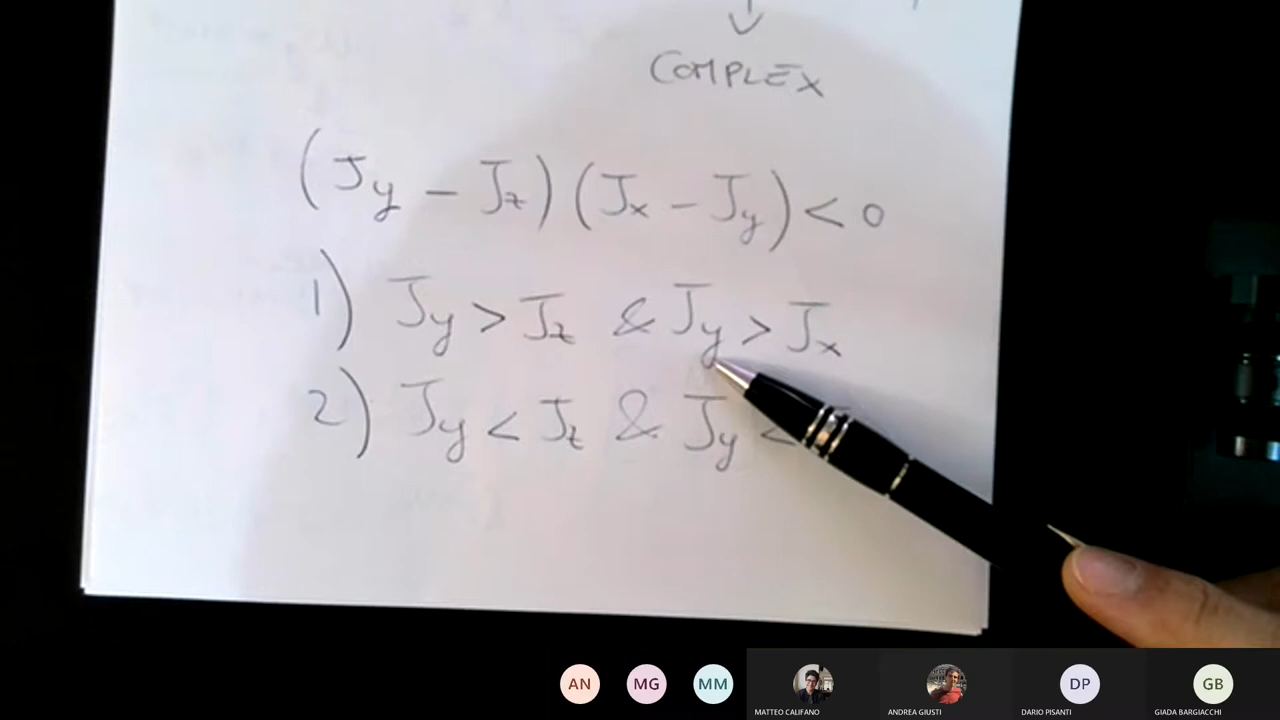 COMPLEX
(Jy - Jz) (Jx - Jy) < 0
1) Jy > Jz & Jy > Jx
2) Jy < Jz & Jy <
AN MG MM DP GB
MATTEO CALIFANO ANDREA GIUSTI DARIO PISANTI GIADA BARGIACCHI